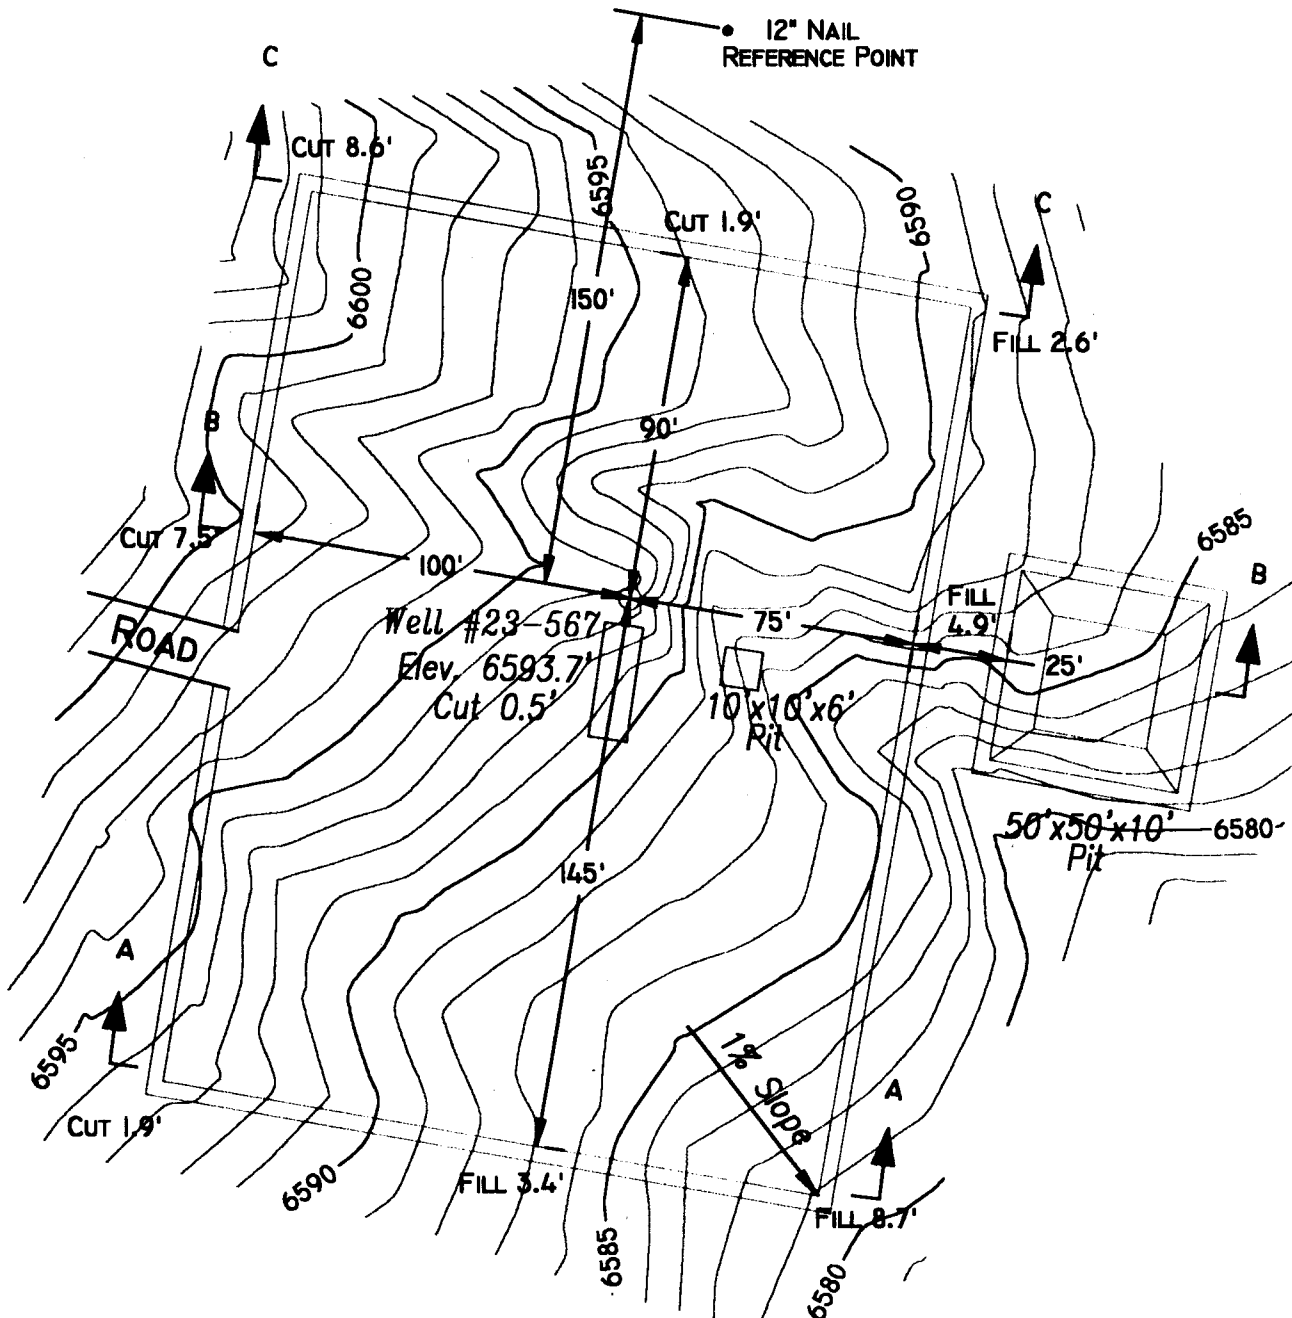 12" NAIL
REFERENCE POINT
C
CUT 8.6'
6595
6590
C
CUT 1.9'
6600
150'
FILL 2.6'
B
90'
CUT 7.5'
6585
100'
B
FILL
4.9'
Well #23-567
75'
ROAD
Elev. 6593.7'
25'
Cut 0.5'
10'x10'x6'
Pit
50'x50'x10'
Pit
6580
145'
A
6595
1% Slope
A
CUT 1.9'
6590
FILL 3.4'
FILL 8.7'
6585
6580